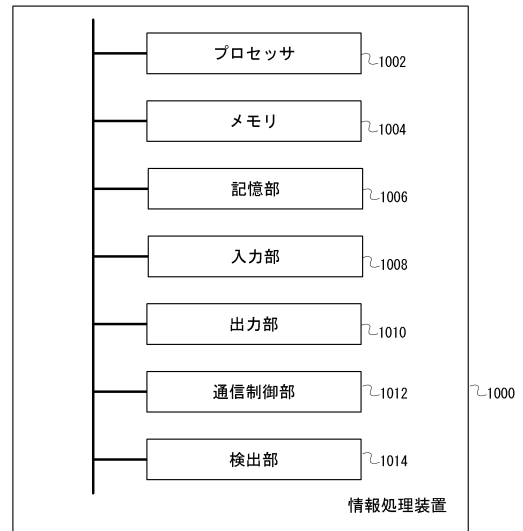 プロセッサ
1002
メモリ
1004
記憶部
1006
入力部
1008
出力部
1010
通信制御部
1012
1000
検出部
1014
情報処理装置